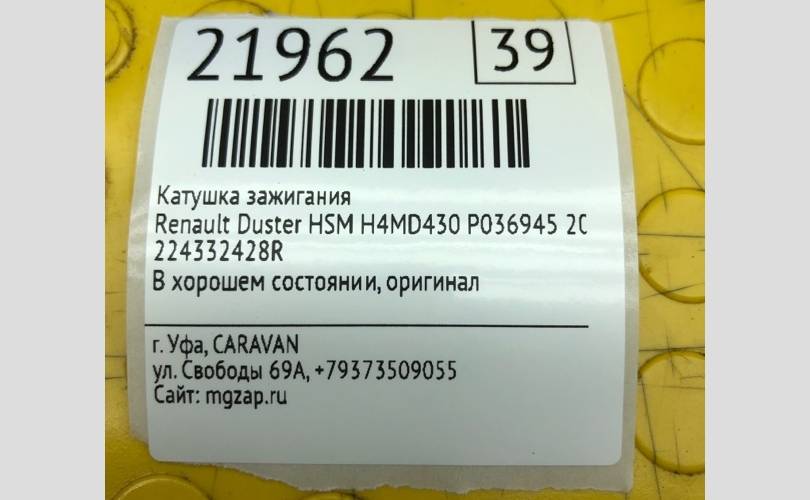 21962
39
Катушка зажигания
Renault Duster HSM H4MD430 P036945 2C
224332428R
В хорошем состоянии, оригинал
г. Уфа, CARAVAN
ул. Свободы 69А, +79373509055
Сайт: mgzap.ru